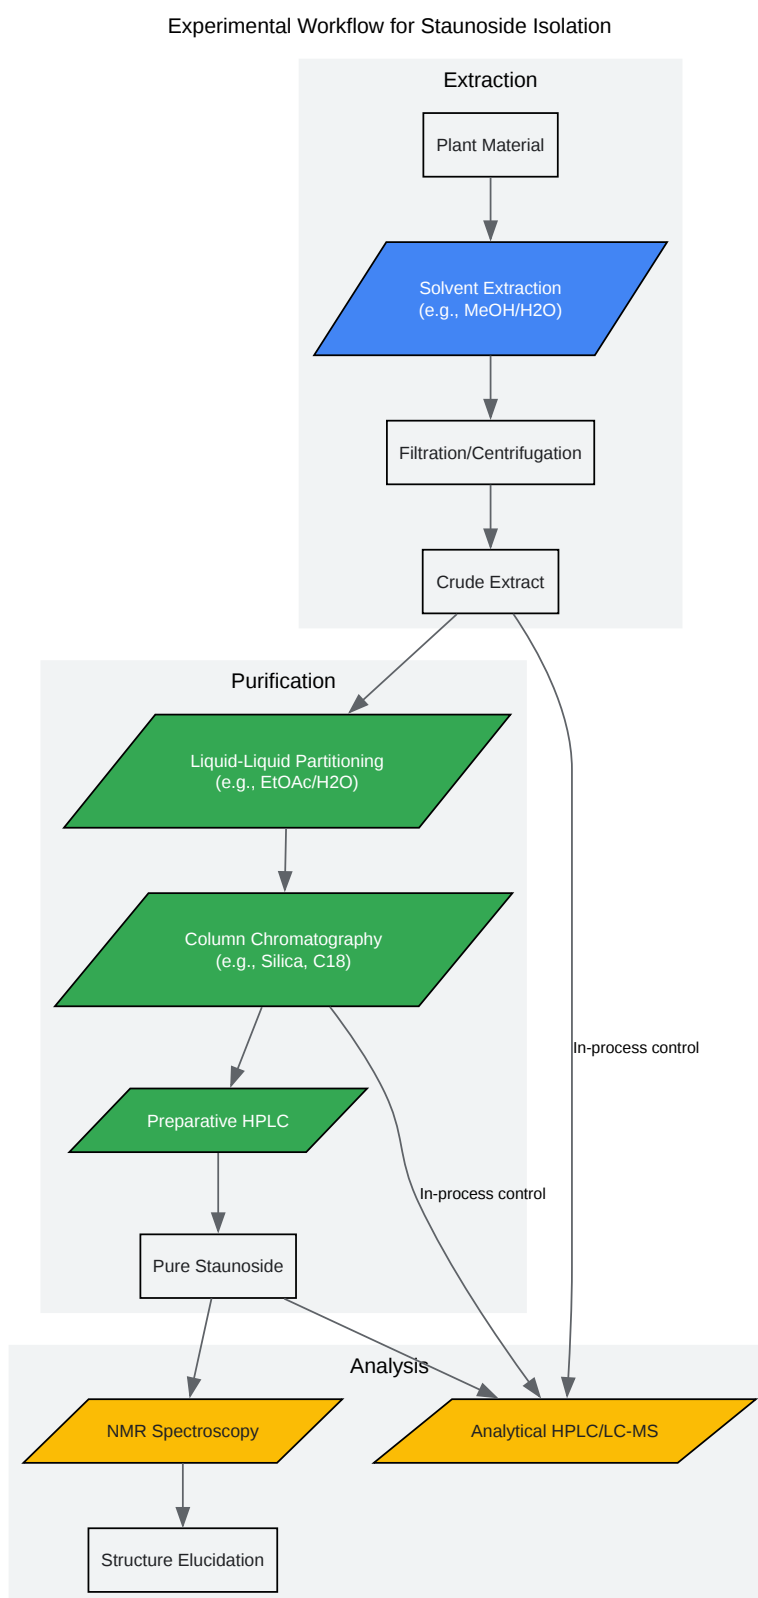 Experimental Workflow for Staunoside Isolation
Extraction
Plant Material
Solvent Extraction
(e.g., MeOH/H2O)
Filtration/Centrifugation
Crude Extract
Purification
Liquid-Liquid Partitioning
(e.g., EtOAc/H2O)
Column Chromatography
(e.g., Silica, C18)
In-process control
Preparative HPLC
In-process control
Pure Staunoside
Analysis
NMR Spectroscopy
Analytical HPLC/LC-MS
Structure Elucidation